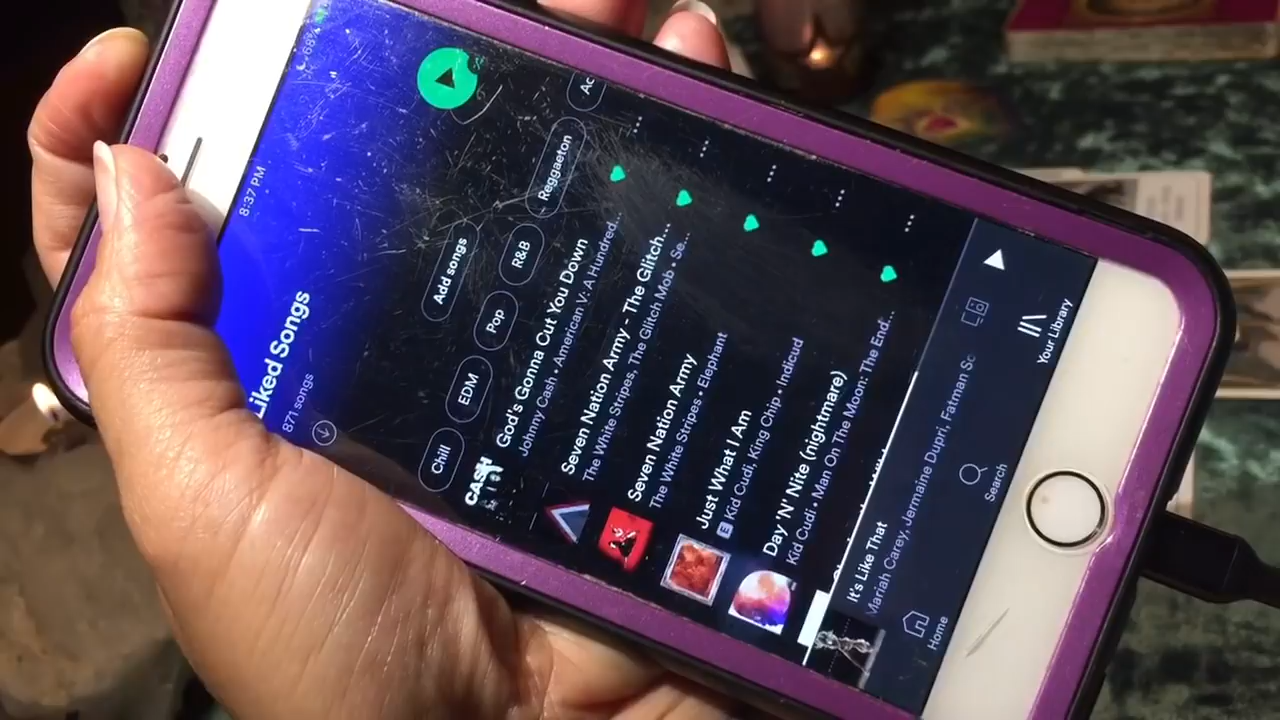 8:37 PM
68%
Liked Songs
871 songs
Add songs
Chill
EDM
Pop
R&B
Reggaeton
Ac
CASH
God's Gonna Cut You Down
Johnny Cash • American V: A Hundred...
Seven Nation Army - The Glitch...
The White Stripes, The Glitch Mob • Se...
Seven Nation Army
The White Stripes • Elephant
Just What I Am
E Kid Cudi, King Chip • Indicud
Day 'N' Nite (nightmare)
Kid Cudi • Man On The Moon: The End...
It's Like That
Mariah Carey, Jermaine Dupri, Fatman Sc
Home
Search
Your Library